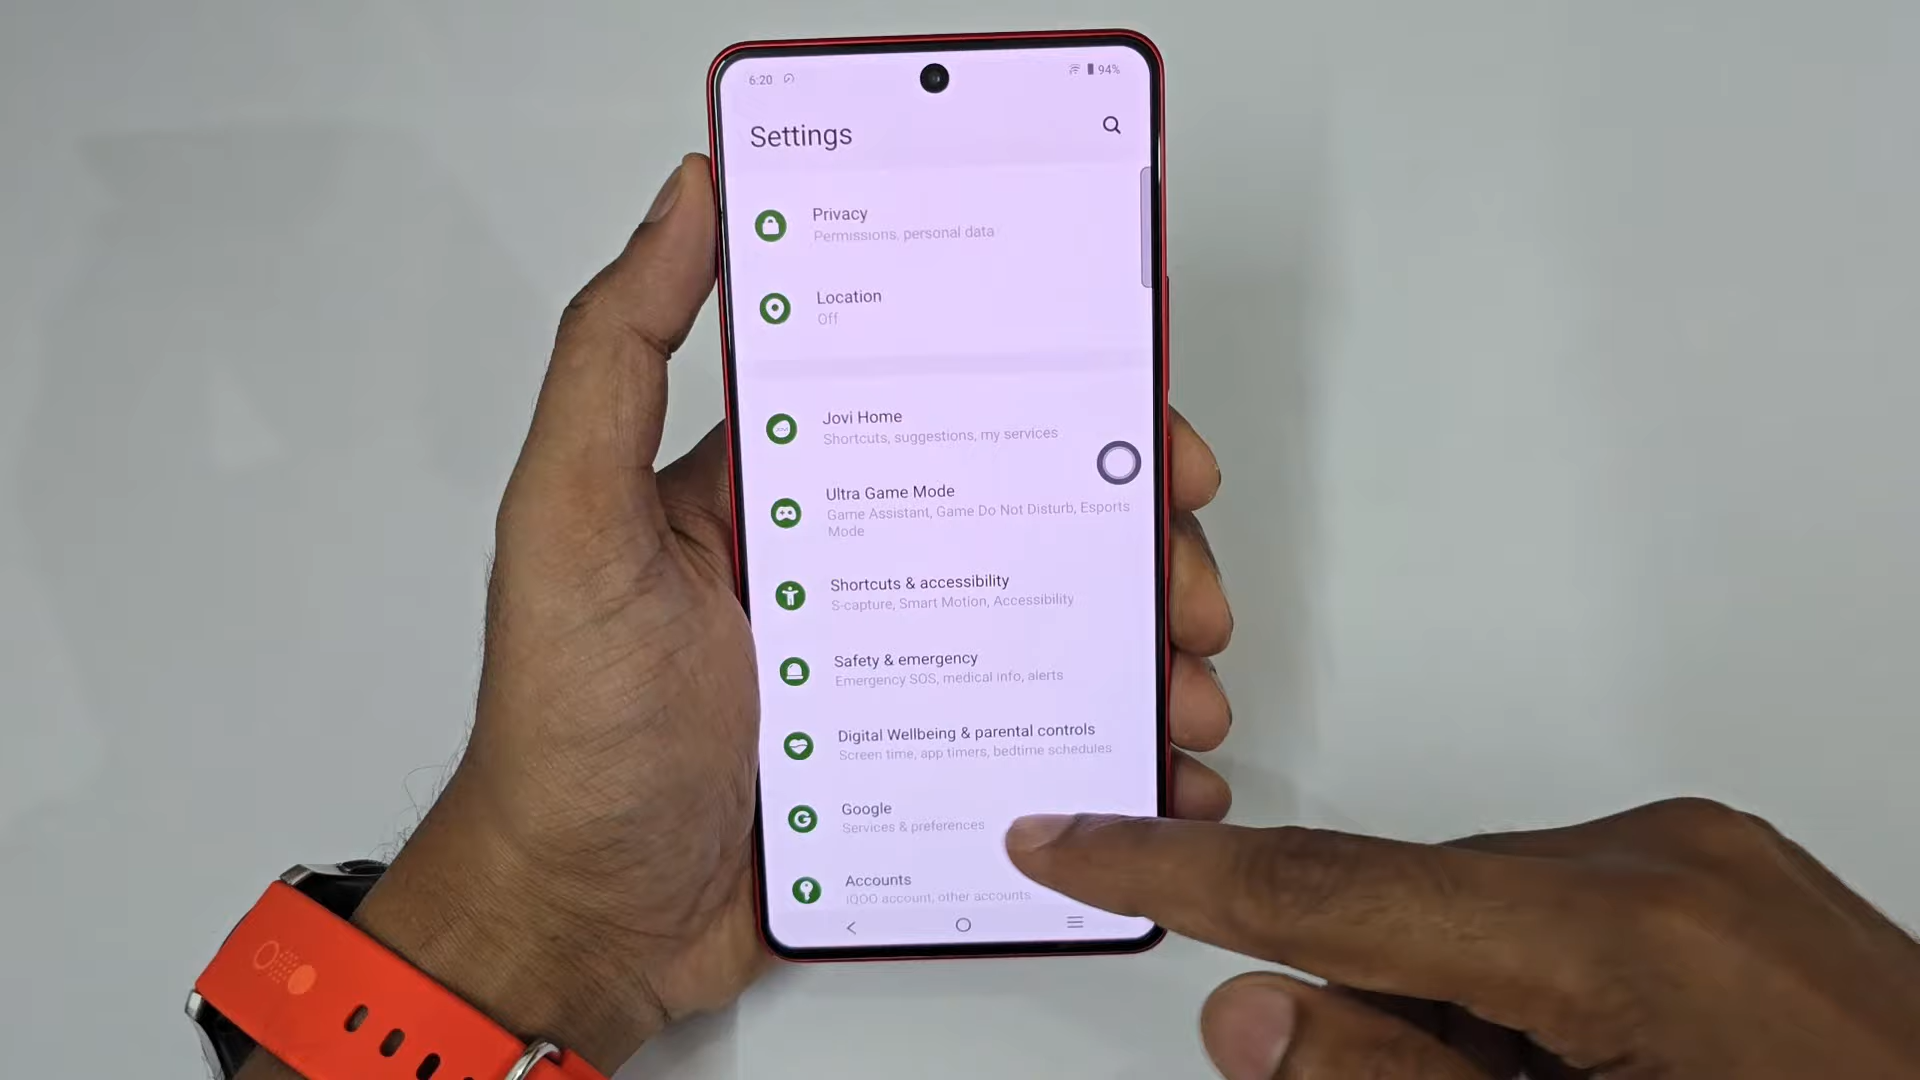 6:20
94%
Settings
Privacy
Permissions, personal data
Location
Off
Jovi Home
Shortcuts, suggestions, my services
Ultra Game Mode
Game Assistant, Game Do Not Disturb, Esports
Mode
Shortcuts & accessibility
S-capture, Smart Motion, Accessibility
Safety & emergency
Emergency SOS, medical info, alerts
Digital Wellbeing & parental controls
Screen time, app timers, bedtime schedules
Google
Services & preferences
Accounts
iQOO account, other accounts